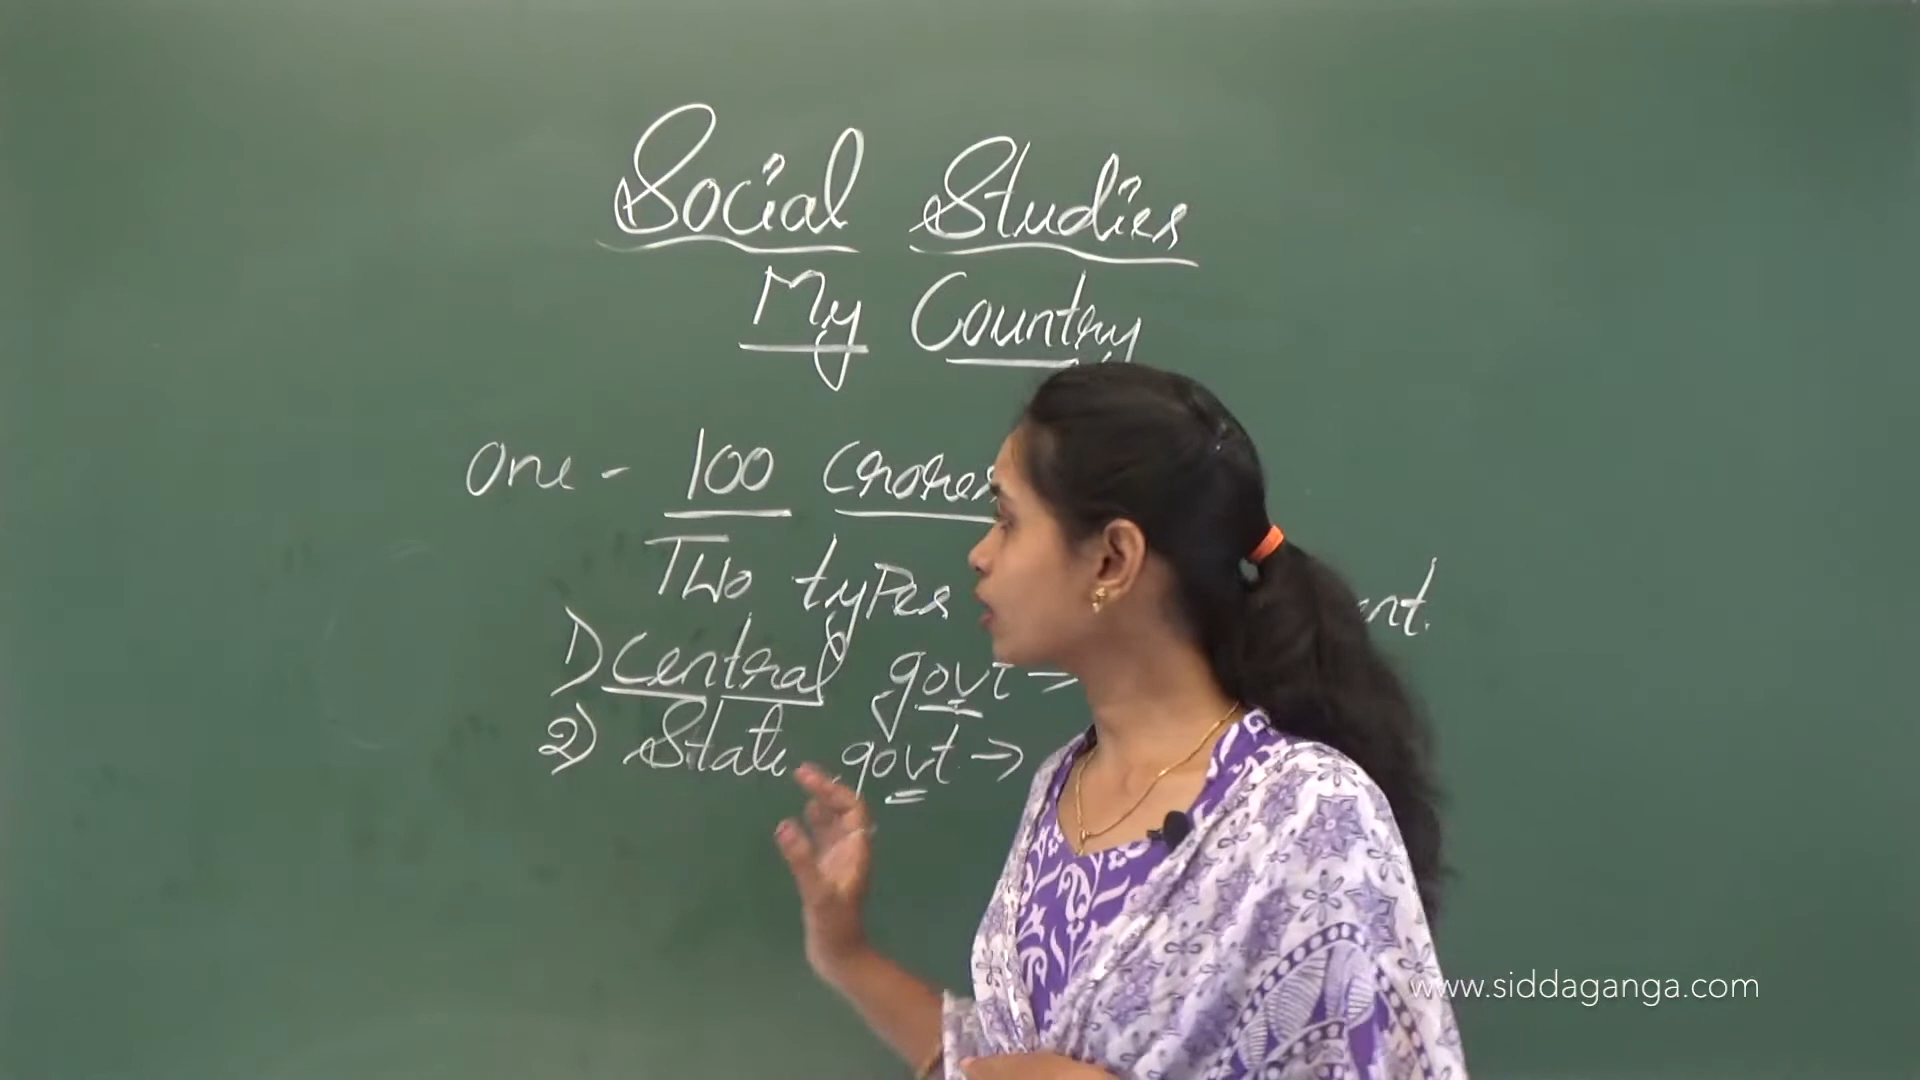 Social Studies
My Country
One - 100 Crores
Two types
1) Central govt →
2) State govt →
www.siddaganga.com